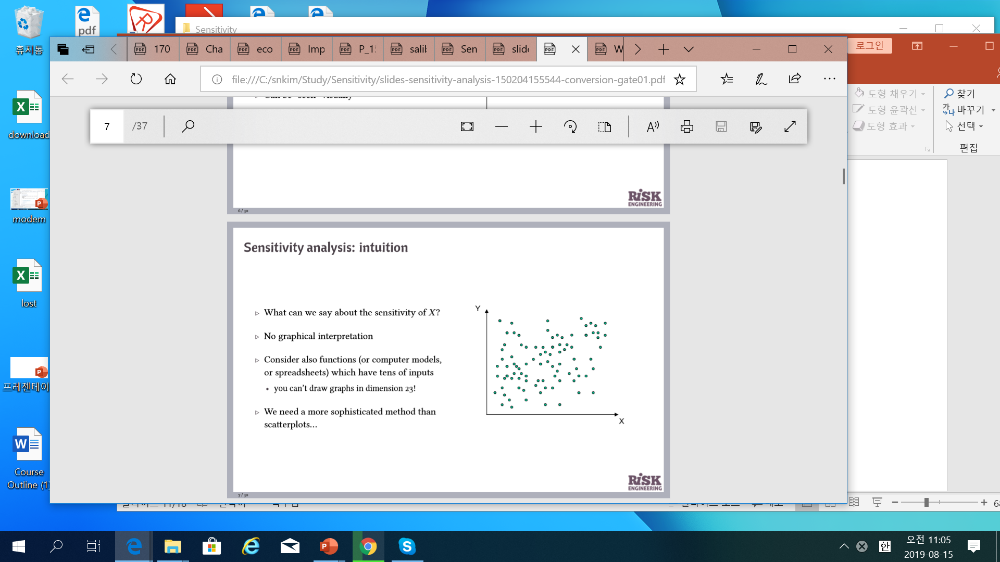 Sensitivity
170
Cha
eco
Imp
P_1
salib
Sen
slide
W
로그인
file:///C:/snkim/Study/Sensitivity/slides-sensitivity-analysis-150204155544-conversion-gate01.pdf
Can be "seen" visually
7
/37
RiSK
ENGINEERING
6 / 30
Sensitivity analysis: intuition
What can we say about the sensitivity of X?
No graphical interpretation
Consider also functions (or computer models,
or spreadsheets) which have tens of inputs
you can't draw graphs in dimension 23!
We need a more sophisticated method than
scatterplots...
Y
X
RiSK
ENGINEERING
7 / 30
도형 채우기
도형 윤곽선
도형 효과
찾기
바꾸기
선택
편집
휴지통
pdf
download
modem
lost
프레젠테이
Course
Outline (1)
오전 11:05
2019-08-15
한